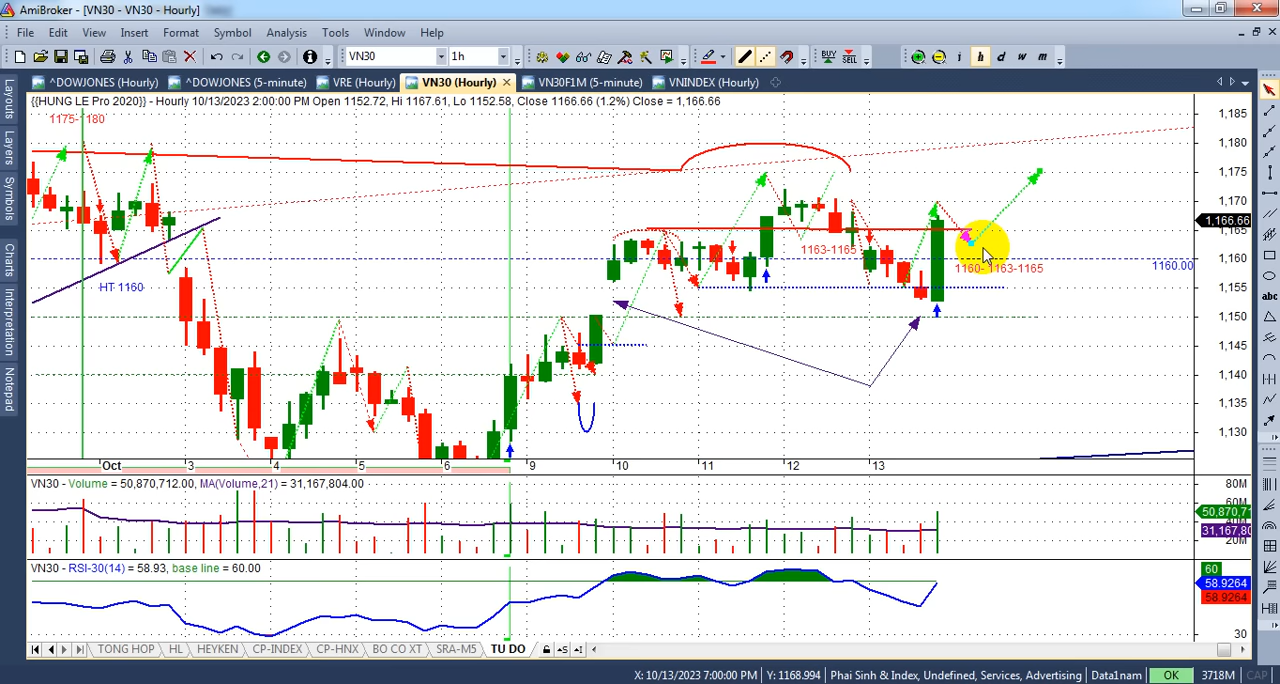 AmiBroker - [VN30 - VN30 - Hourly]
File Edit View Insert Format Symbol Analysis Tools Window Help
VN30 1h BUY SELL i h d w m
^DOWJONES (Hourly) ^DOWJONES (5-minute) VRE (Hourly) VN30 (Hourly) VN30F1M (5-minute) VNINDEX (Hourly)
Layouts
Layers
Symbols
Charts
Interpretation
Notepad
abc
{{HUNG LE Pro 2020}} - Hourly 10/13/2023 2:00:00 PM Open 1152.72, Hi 1167.61, Lo 1152.58, Close 1166.66 (1.2%) Close = 1,166.66
1175-1180
HT 1160
1163-1165
1160- 1163-1165
1160.00
1,185
1,180
1,175
1,170
1,166.66
1,165
1,160
1,155
1,150
1,145
1,140
1,135
1,130
Oct 3 4 5 6 9 10 11 12 13
VN30 - Volume = 50,870,712.00, MA(Volume,21) = 31,167,804.00
80M
60M
50,870,71
31,167,80
20M
VN30 - RSI-30(14) = 58.93, base line = 60.00
60
58.9264
58.9264
30
TONG HOP HL HEYKEN CP-INDEX CP-HNX BO CO XT SRA-M5 TU DO
X: 10/13/2023 7:00:00 PM Y: 1168.994 Phai Sinh & Index, Undefined, Services, Advertising Data1nam OK 3718M CAP